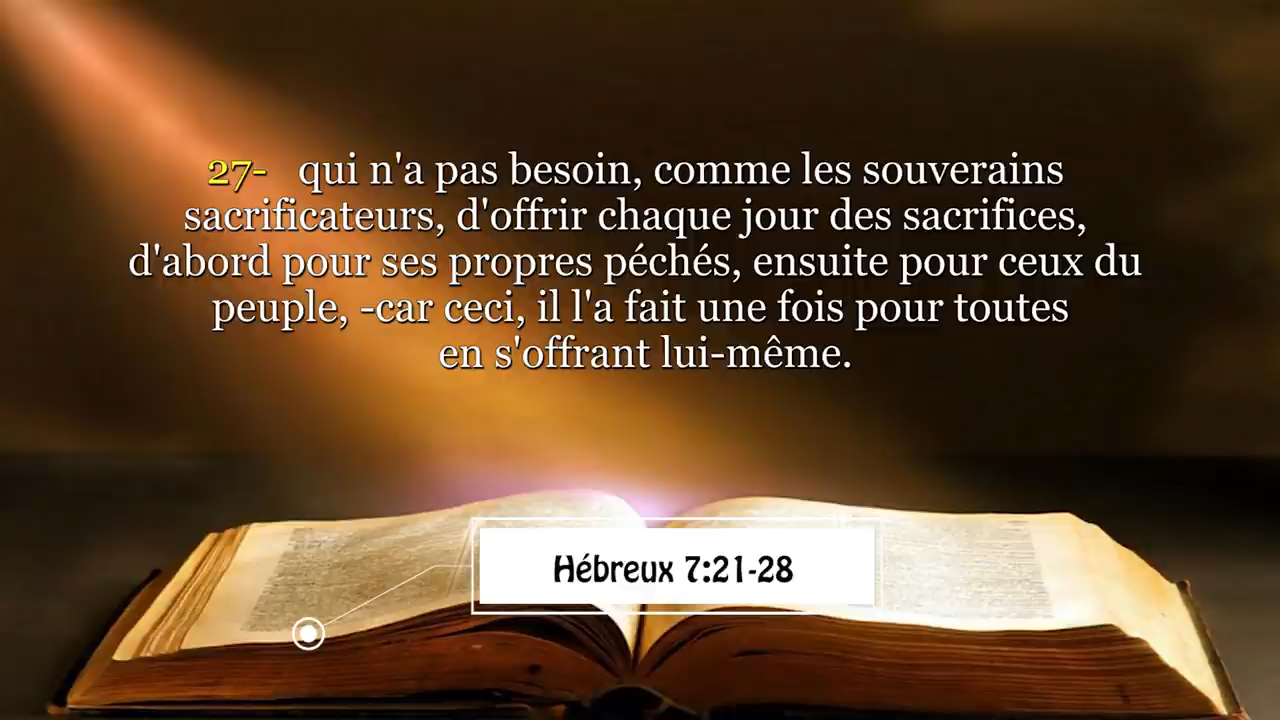 27- qui n'a pas besoin, comme les souverains
sacrificateurs, d'offrir chaque jour des sacrifices,
d'abord pour ses propres péchés, ensuite pour ceux du
peuple, -car ceci, il l'a fait une fois pour toutes
en s'offrant lui-même.
Hébreux 7:21-28